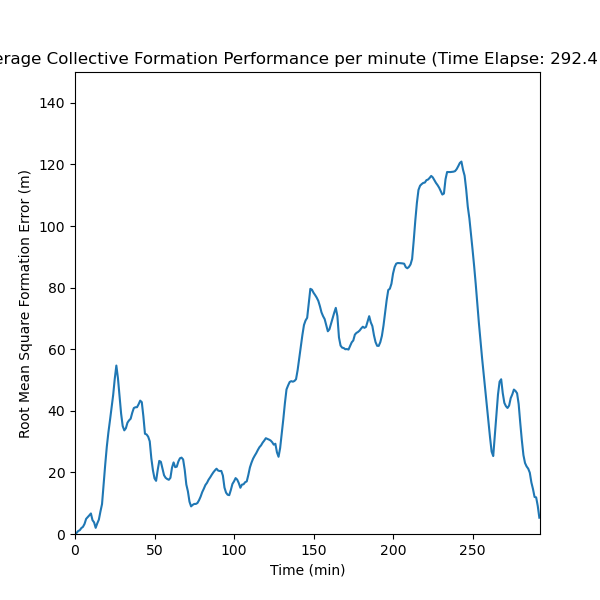 erage Collective Formation Performance per minute (Time Elapse: 292.4
140
120
100
80
60
40
20
0
Root Mean Square Formation Error (m)
0 50 100 150 200 250
Time (min)